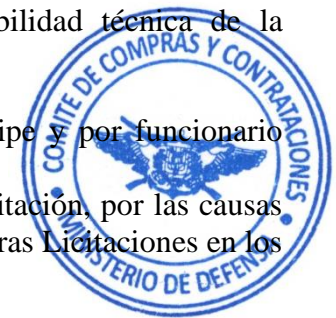 bilidad técnica de la
ipe y por funcionario
itación, por las causas
ras Licitaciones en los
COMITE DE COMPRAS Y CONTRATACIONES
MINISTERIO DE DEFENSA